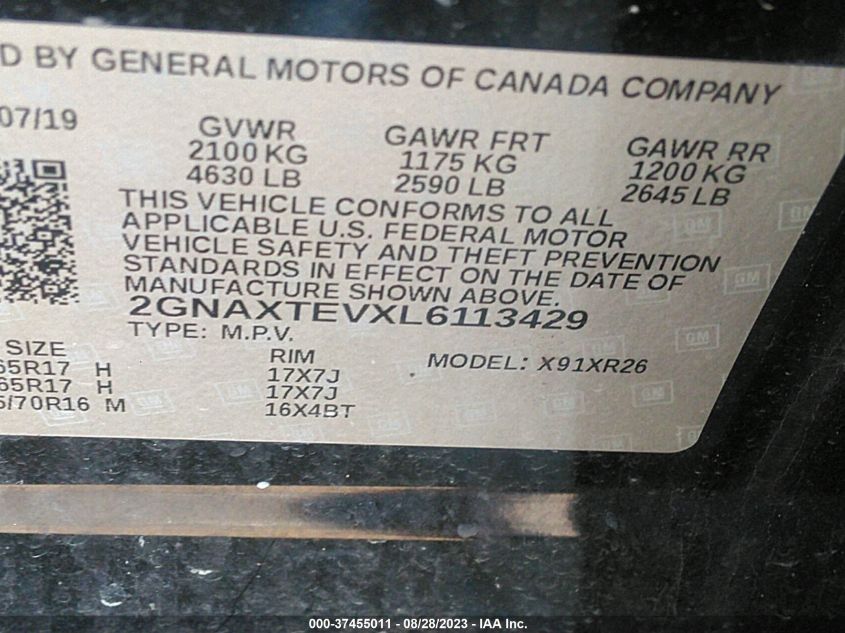 D BY GENERAL MOTORS OF CANADA COMPANY
07/19
GVWR GAWR FRT GAWR RR
2100 KG 1175 KG 1200 KG
4630 LB 2590 LB 2645 LB
THIS VEHICLE CONFORMS TO ALL
APPLICABLE U.S. FEDERAL MOTOR
VEHICLE SAFETY AND THEFT PREVENTION
STANDARDS IN EFFECT ON THE DATE OF
MANUFACTURE SHOWN ABOVE.
2GNAXTEVXL6113429
TYPE: M.P.V.
SIZE RIM MODEL: X91XR26
65R17 H 17X7J
65R17 H 17X7J
5/70R16 M 16X4BT
000-37455011 - 08/28/2023 - IAA Inc.